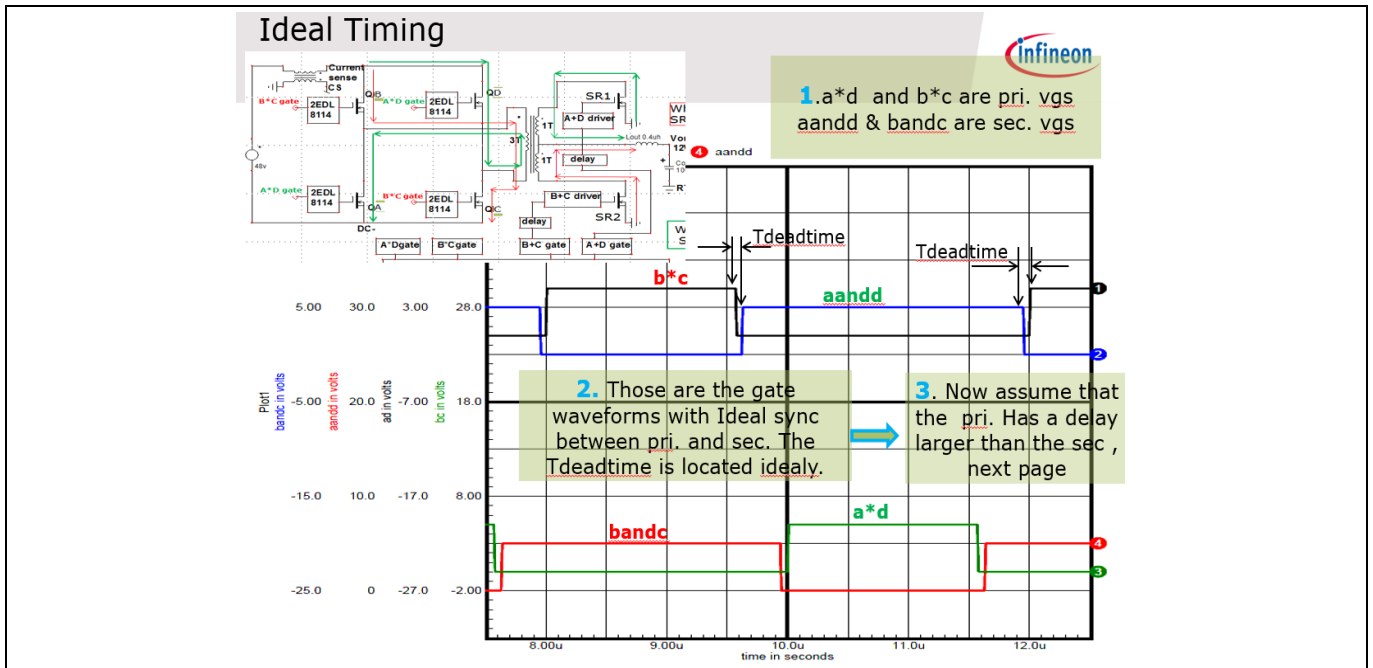 Ideal Timing
infineon
1.a*d and b*c are pri. vgs
aandd & bandc are sec. vgs
Current
sense
CS
QB
B*C gate
2EDL
8114
A*D gate
2EDL
8114
QD
SR1
A+D driver
1T
3T
Lout 0.4uh
delay
1T
48v
A*D gate
2EDL
8114
QA
B*C gate
2EDL
8114
QC
B+C driver
SR2
delay
DC-
A*Dgate
B*Cgate
B+C gate
A+D gate
4 aandd
Tdeadtime
Tdeadtime
b*c
aandd
1
2
5.00 30.0 3.00 28.0
-5.00 20.0 -7.00 18.0
-15.0 10.0 -17.0 8.00
-25.0 0 -27.0 -2.00
Plot1
bandc in volts
aandd in volts
ad in volts
bc in volts
2. Those are the gate
waveforms with Ideal sync
between pri. and sec. The
Tdeadtime is located idealy.
3. Now assume that
the pri. Has a delay
larger than the sec ,
next page
a*d
bandc
4
3
8.00u 9.00u 10.0u 11.0u 12.0u
time in seconds